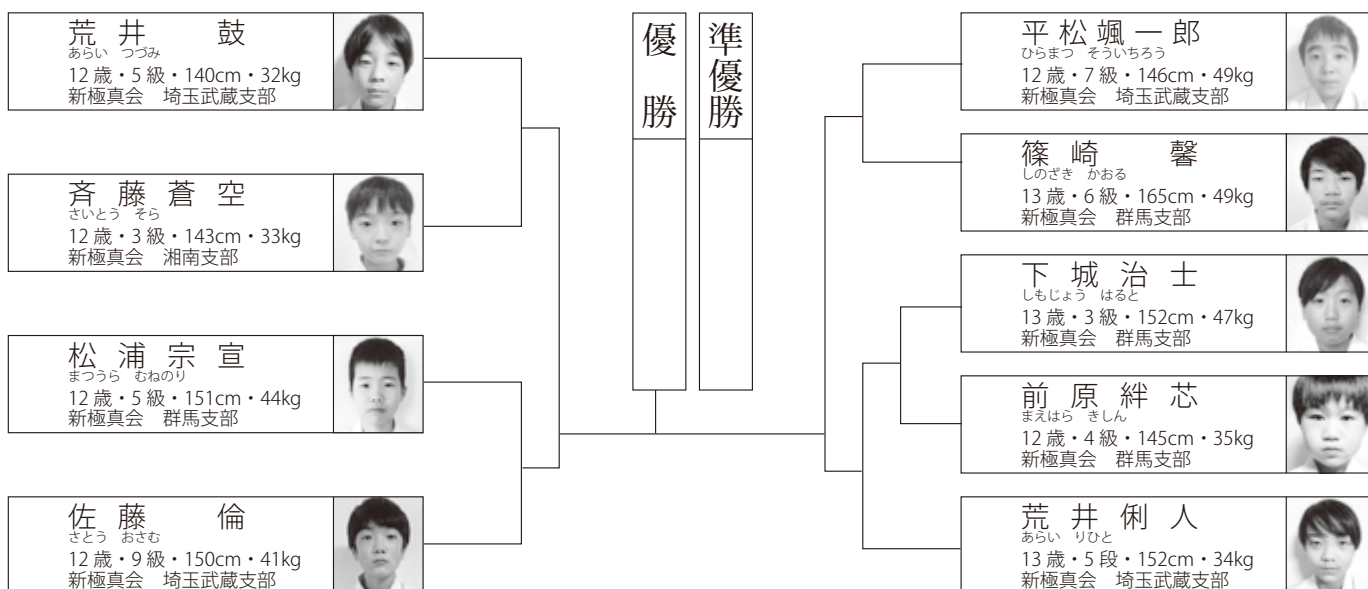 荒井　鼓
あらい　つづみ
12歳・5級・140cm・32kg
新極真会　埼玉武蔵支部
斉藤蒼空
さいとう　そら
12歳・3級・143cm・33kg
新極真会　湘南支部
松浦宗宣
まつうら　むねのり
12歳・5級・151cm・44kg
新極真会　群馬支部
佐藤　倫
さとう　おさむ
12歳・9級・150cm・41kg
新極真会　埼玉武蔵支部
優勝
準優勝
平松颯一郎
ひらまつ　そういちろう
12歳・7級・146cm・49kg
新極真会　埼玉武蔵支部
篠崎　馨
しのざき　かおる
13歳・6級・165cm・49kg
新極真会　群馬支部
下城治士
しもじょう　はると
13歳・3級・152cm・47kg
新極真会　群馬支部
前原絆芯
まえはら　きしん
12歳・4級・145cm・35kg
新極真会　群馬支部
荒井俐人
あらい　りひと
13歳・5段・152cm・34kg
新極真会　埼玉武蔵支部